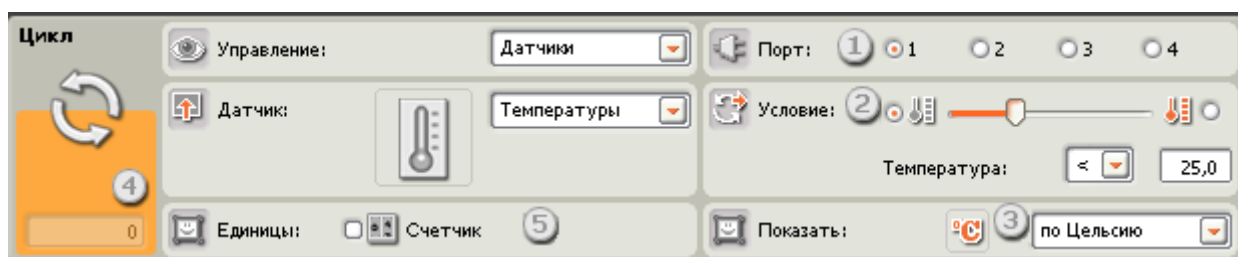 Цикл
Управление: Датчики
Порт: 1 1 2 3 4
Датчик: Температуры
Условие: 2
Температура: < 25,0
4
0
Единицы: Счетчик 5
Показать: ºC 3 по Цельсию